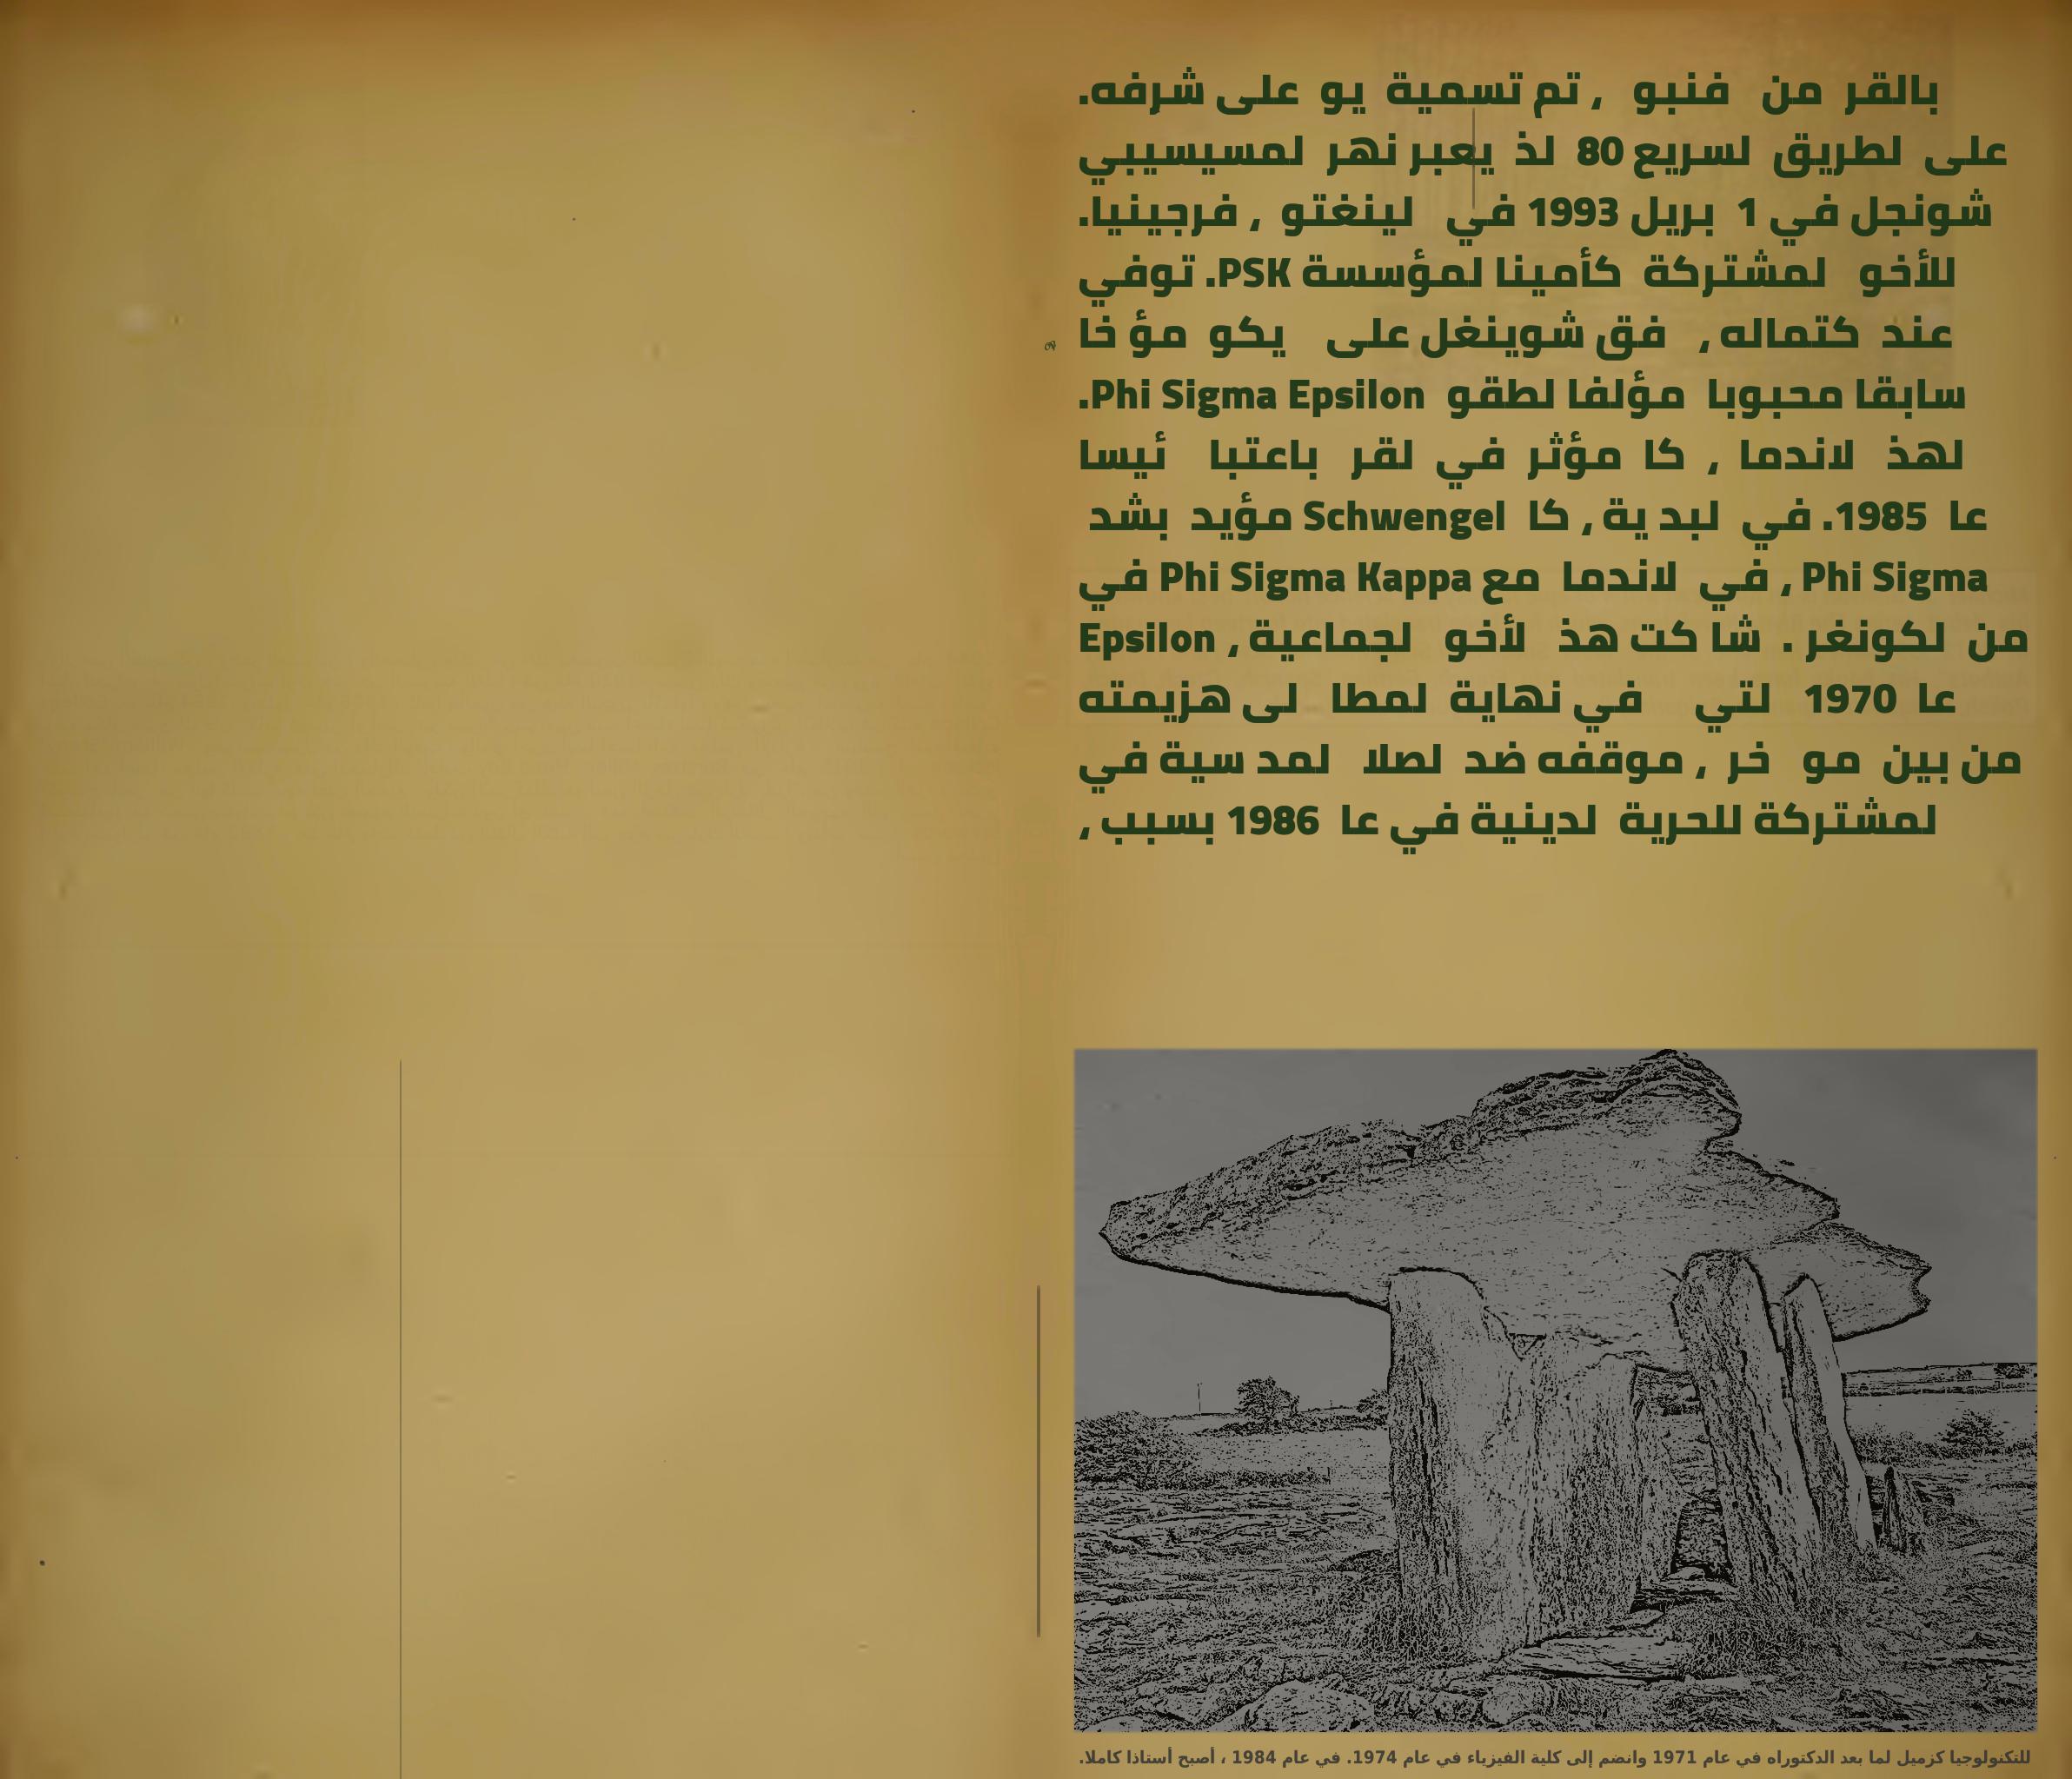 بالقر من فنبو , تم تسمية يو على شرفه.
على لطريق لسريع 80 لذ يعبر نهر لمسيسيبي
شونجل في 1 بريل 1993 في لينغتو , فرجينيا.
للأخو لمشتركة كأمينا لمؤسسة PSK. توفي
عند كتماله , فق شوينغل على يكو مؤ خا
سابقا محبوبا مؤلفا لطقو Phi Sigma Epsilon.
لهذ لاندما , كا مؤثر في لقر باعتبا ئيسا
عا 1985. في لبد ية , كا Schwengel مؤيد بشد
Phi Sigma , في لاندما مع Phi Sigma Kappa في
من لكونغر . شا كت هذ لأخو لجماعية , Epsilon
عا 1970 لتي في نهاية لمطا لى هزيمته
من بين مو خر , موقفه ضد لصلا لمد سية في
لمشتركة للحرية لدينية في عا 1986 بسبب ,
للتكنولوجيا كزميل لما بعد الدكتوراه في عام 1971 وانضم إلى كلية الفيزياء في عام 1974. في عام 1984 ، أصبح أستاذا كاملا.